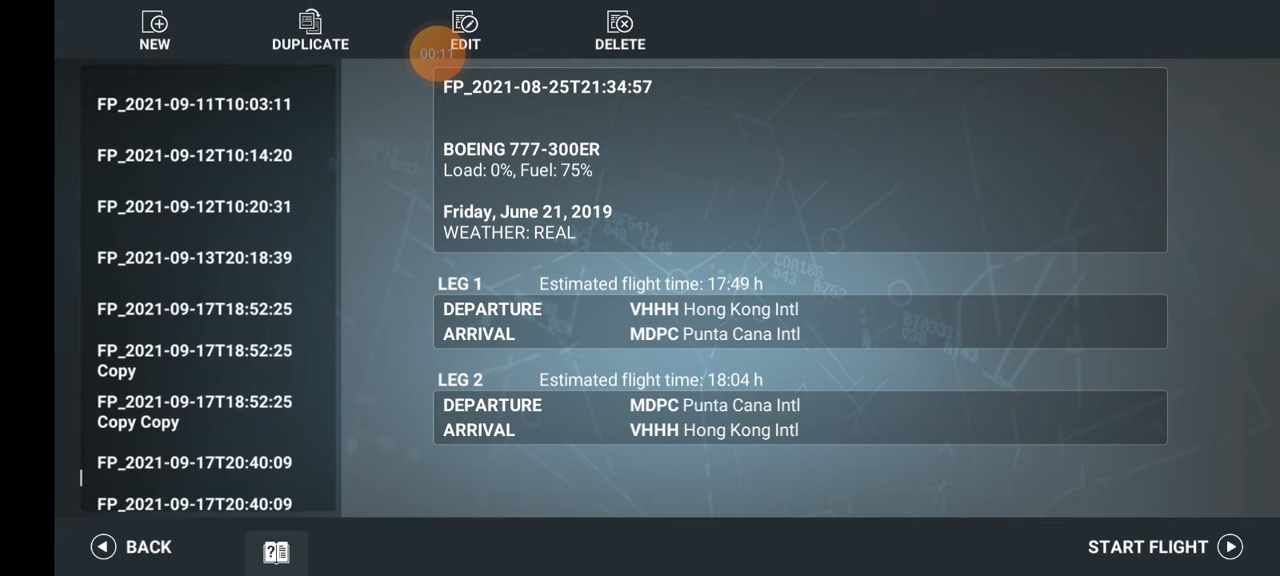 NEW
DUPLICATE
EDIT
DELETE
00:11
FP_2021-09-11T10:03:11
FP_2021-09-12T10:14:20
FP_2021-09-12T10:20:31
FP_2021-09-13T20:18:39
FP_2021-09-17T18:52:25
FP_2021-09-17T18:52:25
Copy
FP_2021-09-17T18:52:25
Copy Copy
FP_2021-09-17T20:40:09
FP_2021-09-17T20:40:09
FP_2021-08-25T21:34:57
BOEING 777-300ER
Load: 0%, Fuel: 75%
Friday, June 21, 2019
WEATHER: REAL
LEG 1 Estimated flight time: 17:49 h
DEPARTURE VHHH Hong Kong Intl
ARRIVAL MDPC Punta Cana Intl
LEG 2 Estimated flight time: 18:04 h
DEPARTURE MDPC Punta Cana Intl
ARRIVAL VHHH Hong Kong Intl
BACK
?
START FLIGHT